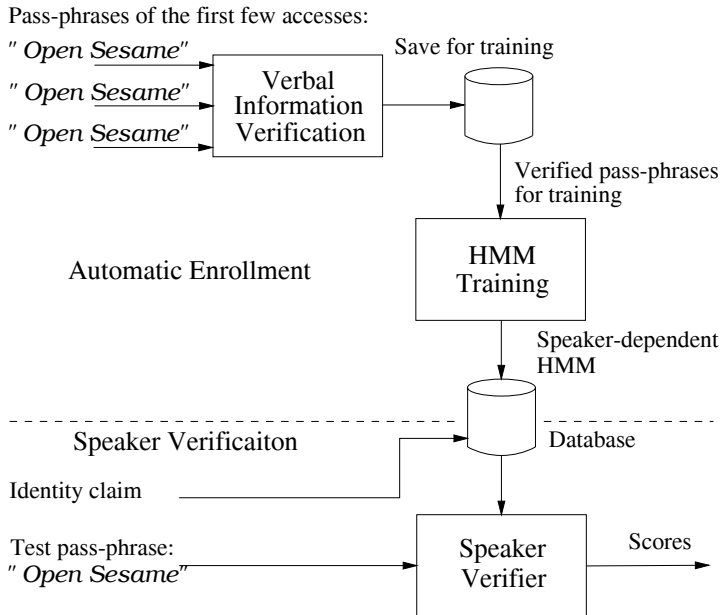 Pass-phrases of the first few accesses:
" Open Sesame"
" Open Sesame"
" Open Sesame"
Verbal
Information
Verification
Save for training
Verified pass-phrases
for training
HMM
Training
Automatic Enrollment
Speaker-dependent
HMM
Speaker Verificaiton
Database
Identity claim
Test pass-phrase:
" Open Sesame"
Speaker
Verifier
Scores